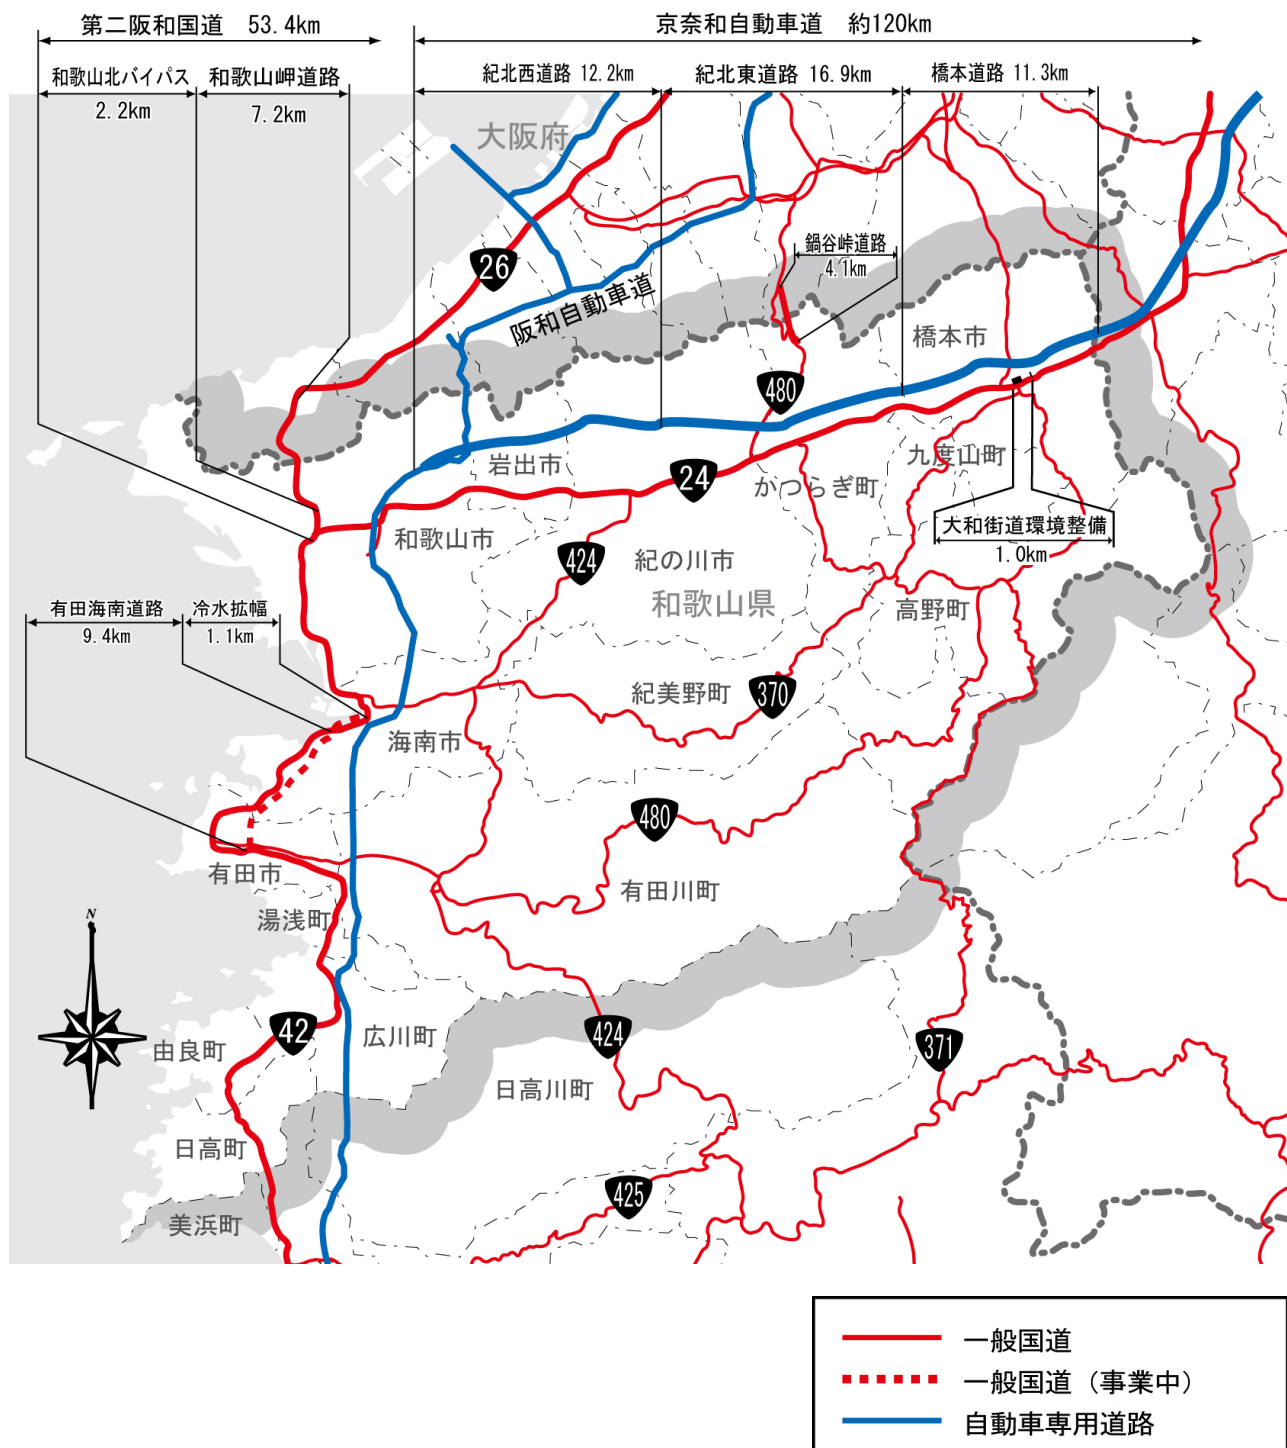 第二阪和国道 53.4km
京奈和自動車道 約120km
和歌山北バイパス
2.2km
和歌山岬道路
7.2km
紀北西道路 12.2km
紀北東道路 16.9km
橋本道路 11.3km
大阪府
鍋谷峠道路
4.1km
26
阪和自動車道
橋本市
480
岩出市
24
かつらぎ町
九度山町
大和街道環境整備
1.0km
和歌山市
424
紀の川市
和歌山県
高野町
有田海南道路
9.4km
冷水拡幅
1.1km
紀美野町
370
海南市
480
有田市
有田川町
湯浅町
N
42
広川町
424
371
由良町
日高川町
日高町
425
美浜町
一般国道
一般国道（事業中）
自動車専用道路